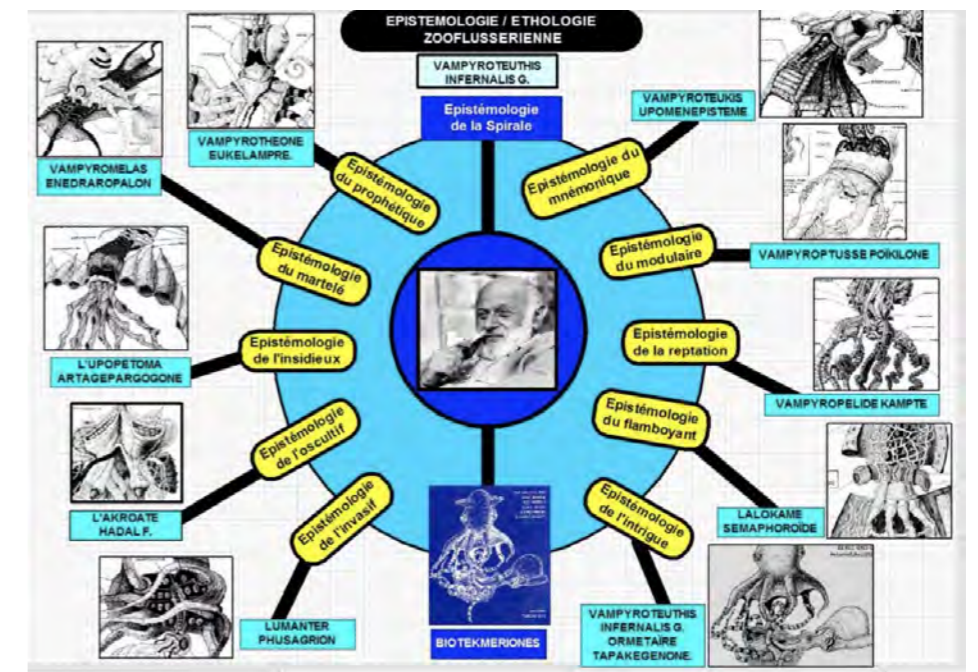 EPISTEMOLOGIE / ETHOLOGIE
ZOOFLUSSERIENNE
VAMPYROTEUTHIS
INFERNALIS G.
Epistémologie
de la Spirale
VAMPYROTEUKIS
UPOMENEPISTEME
VAMPYROTHEONE
EUKELAMPRE.
VAMPYROMELAS
ENEDRAROPALON
Epistémologie
du prophétique
Epistémologie du
mnémonique
Epistémologie
du martelé
Epistémologie
du modulaire
VAMPYROPTUSSE POÏKILONE
Epistémologie
de l'insidieux
Epistémologie
de la reptation
L'UPOPETOMA
ARTAGEPARGOGONE
VAMPYROPELIDE KAMPTE
Epistémologie
de l'oscultif
Epistémologie
du flamboyant
L'AKROATE
HADAL F.
Epistémologie
de l'invasif
Epistémologie
de l'intrigue
LALOKAME
SEMAPHOROÏDE
LUMANTER
PHUSAGRION
BIOTEKMERIONES
VAMPYROTEUTHIS
INFERNALIS G.
ORMETAÏRE
TAPAKEGENONE.